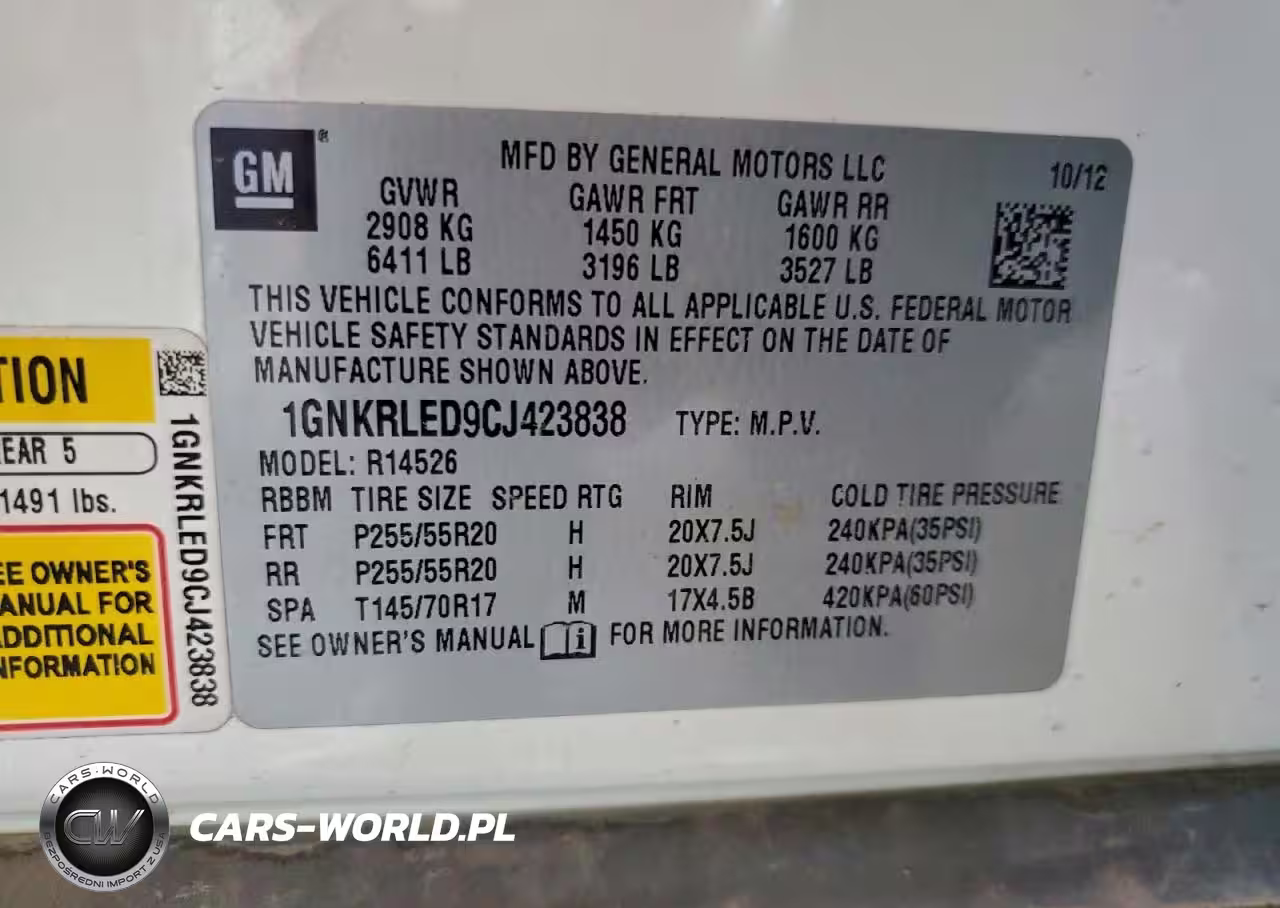 GM®
MFD BY GENERAL MOTORS LLC
10/12
GVWR GAWR FRT GAWR RR
2908 KG 1450 KG 1600 KG
6411 LB 3196 LB 3527 LB
THIS VEHICLE CONFORMS TO ALL APPLICABLE U.S. FEDERAL MOTOR
VEHICLE SAFETY STANDARDS IN EFFECT ON THE DATE OF
MANUFACTURE SHOWN ABOVE.
1GNKRLED9CJ423838 TYPE: M.P.V.
MODEL: R14526
RBBM TIRE SIZE SPEED RTG RIM COLD TIRE PRESSURE
FRT P255/55R20 H 20X7.5J 240KPA(35PSI)
RR P255/55R20 H 20X7.5J 240KPA(35PSI)
SPA T145/70R17 M 17X4.5B 420KPA(60PSI)
SEE OWNER'S MANUAL i FOR MORE INFORMATION.
TION
EAR 5
1491 lbs.
EE OWNER'S
ANUAL FOR
DDITIONAL
NFORMATION
1GNKRLED9CJ423838
CARS-WORLD
CW
BEZPOŚREDNI IMPORT Z USA
CARS-WORLD.PL